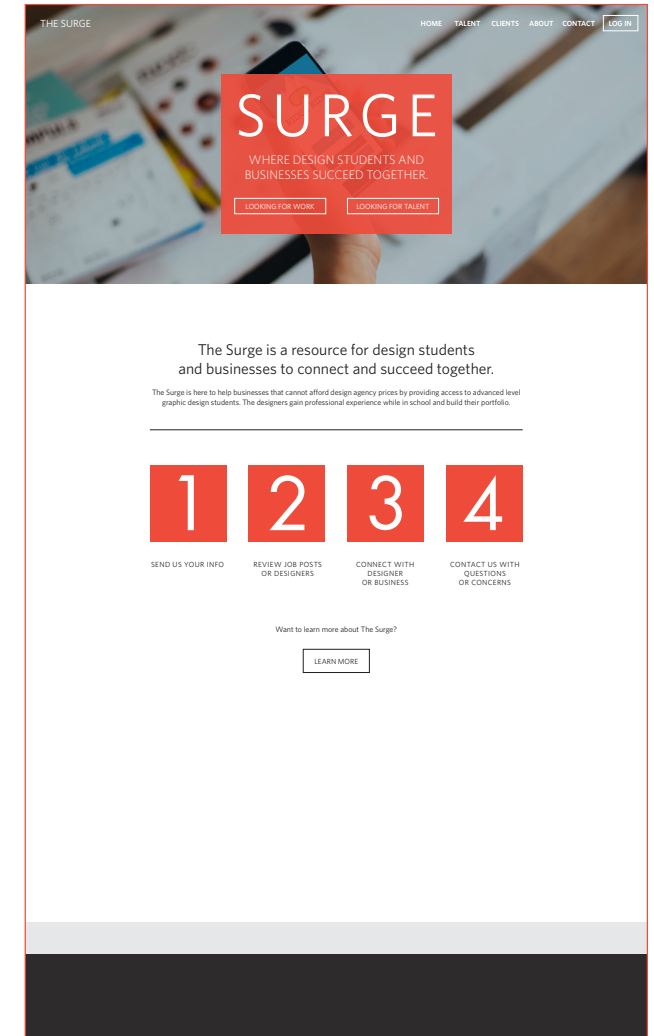 THE SURGE
HOME TALENT CLIENTS ABOUT CONTACT LOG IN
SURGE
WHERE DESIGN STUDENTS AND
BUSINESSES SUCCEED TOGETHER.
LOOKING FOR WORK
LOOKING FOR TALENT
The Surge is a resource for design students
and businesses to connect and succeed together.
The Surge is here to help businesses that cannot afford design agency prices by providing access to advanced level
graphic design students. The designers gain professional experience while in school and build their portfolio.
1
2
3
4
SEND US YOUR INFO
REVIEW JOB POSTS
OR DESIGNERS
CONNECT WITH
DESIGNER
OR BUSINESS
CONTACT US WITH
QUESTIONS
OR CONCERNS
Want to learn more about The Surge?
LEARN MORE